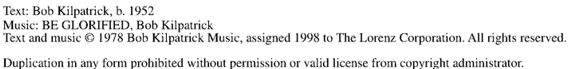 Text: Bob Kilpatrick, b. 1952
Music: BE GLORIFIED, Bob Kilpatrick
Text and music © 1978 Bob Kilpatrick Music, assigned 1998 to The Lorenz Corporation. All rights reserved.
Duplication in any form prohibited without permission or valid license from copyright administrator.